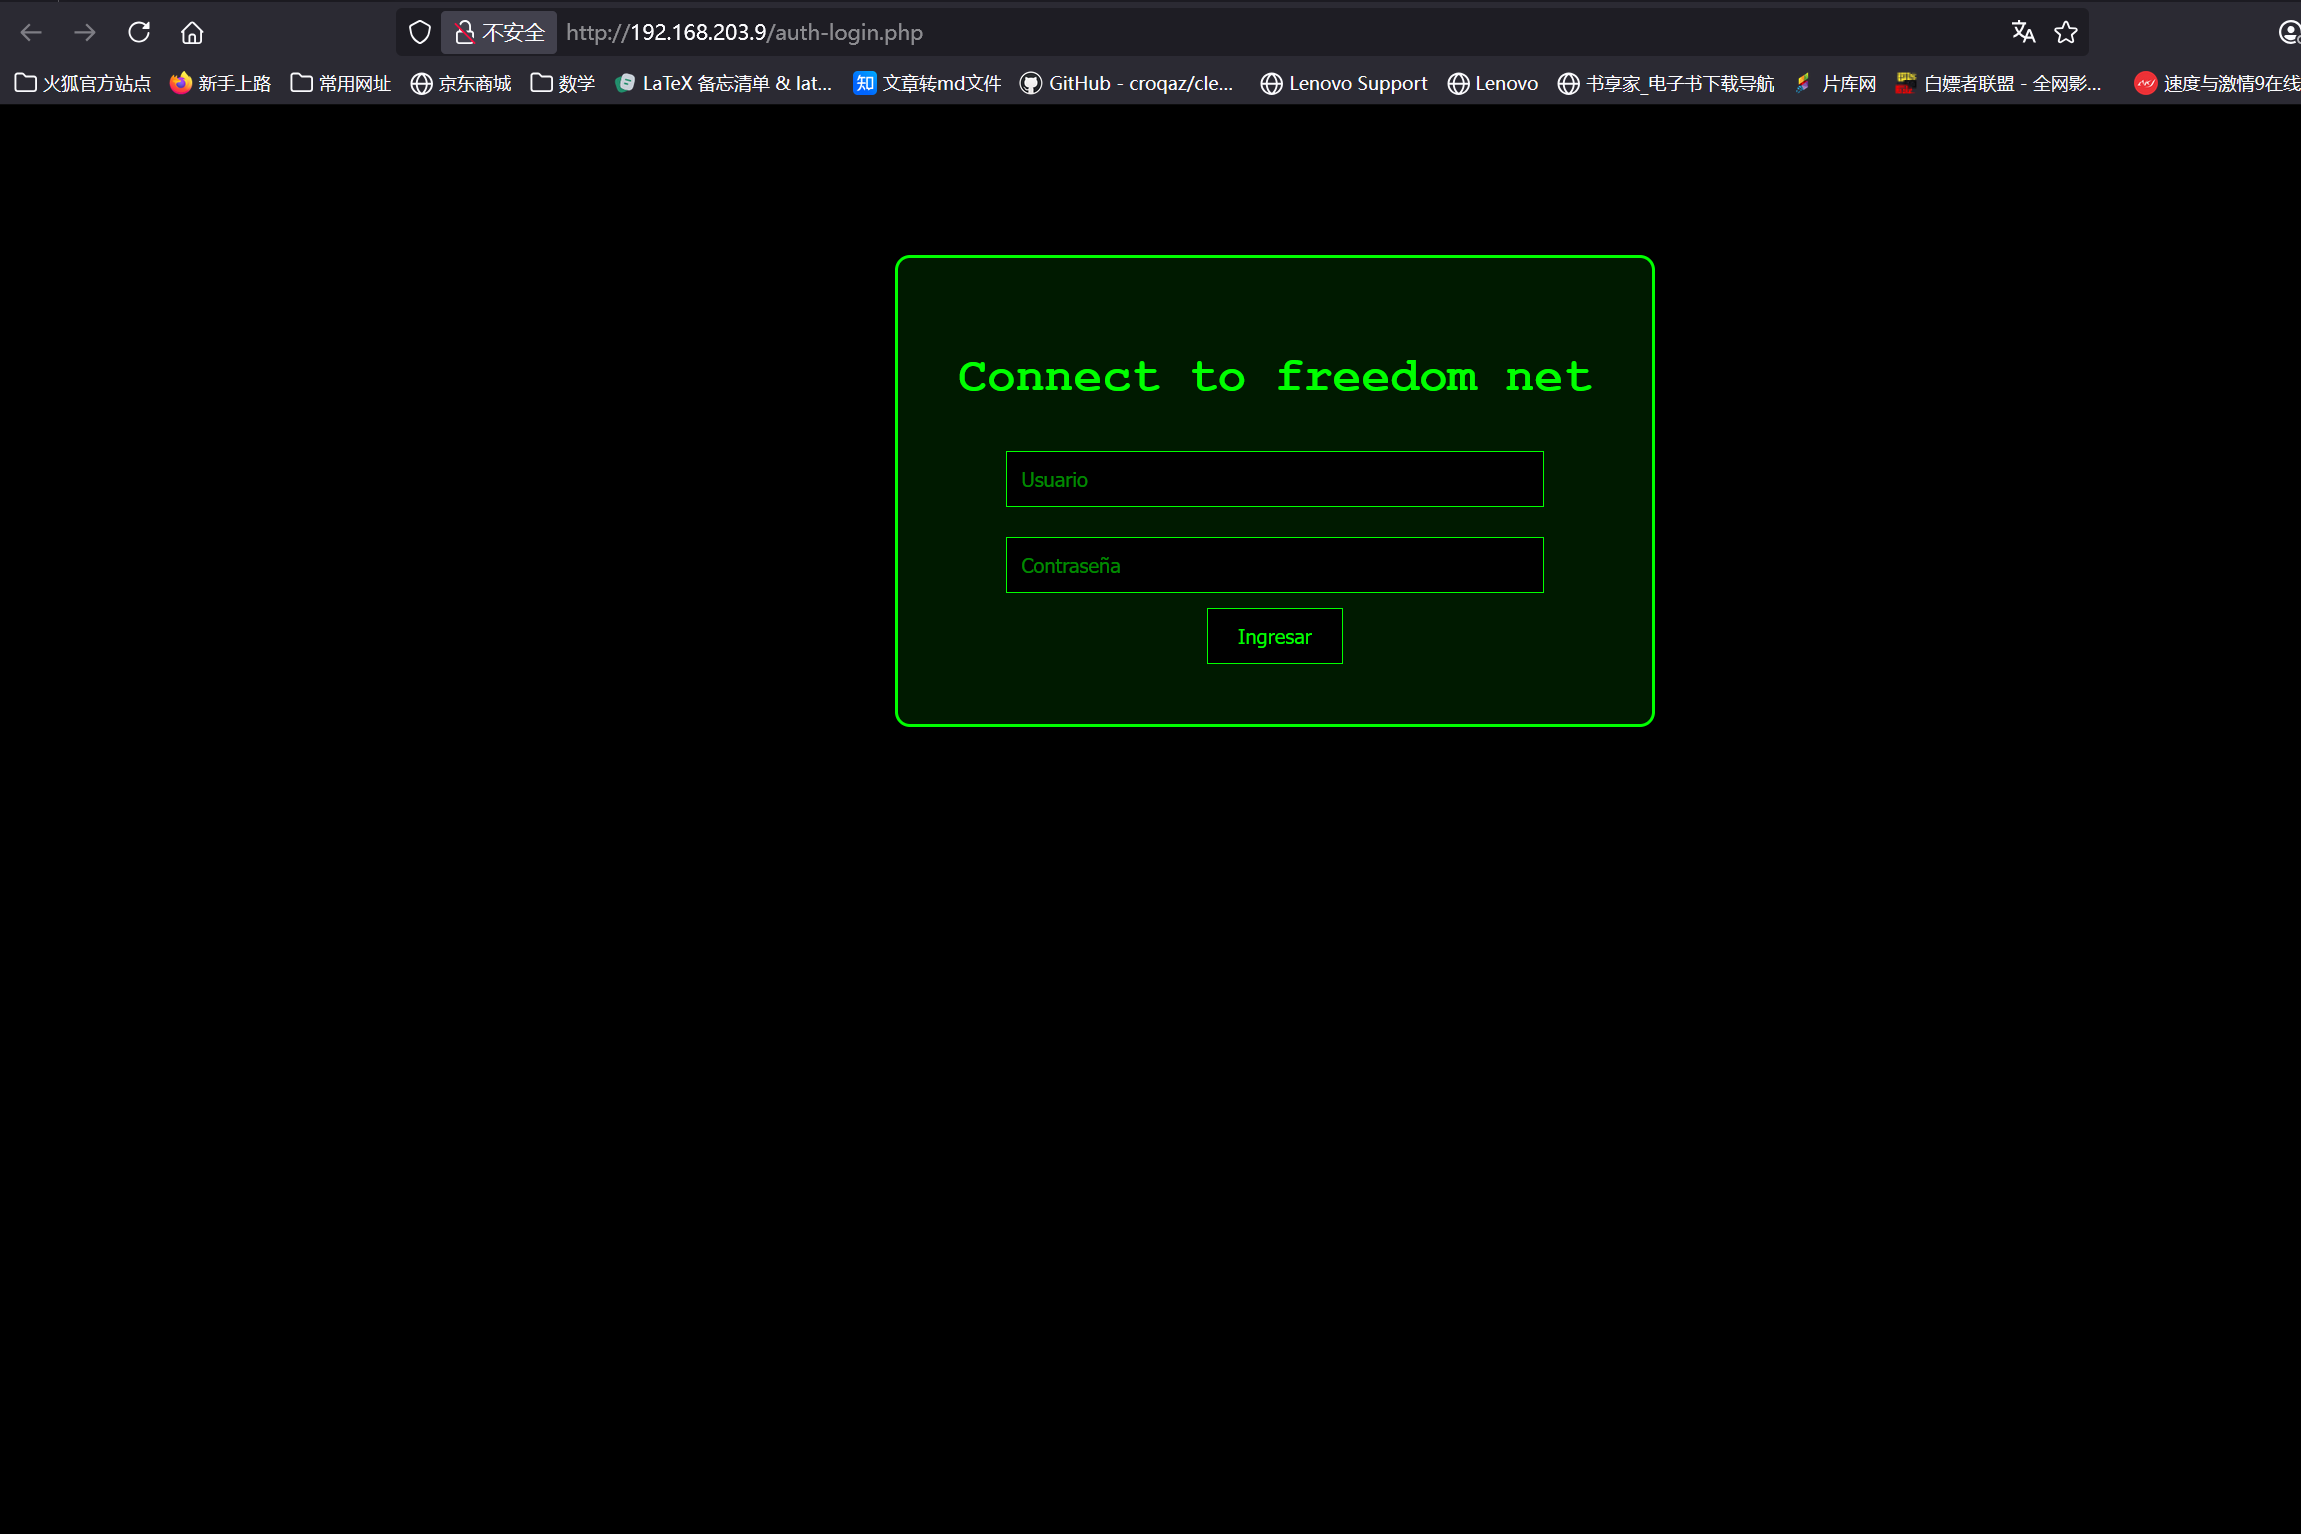 不安全 http://192.168.203.9/auth-login.php
火狐官方站点 新手上路 常用网址 京东商城 数学 LaTeX 备忘清单 & lat... 知 文章转md文件 GitHub - croqaz/cle... Lenovo Support Lenovo 书享家_电子书下载导航 片库网 白嫖者联盟 - 全网影... 速度与激情9在线
Connect to freedom net
Usuario
Contraseña
Ingresar